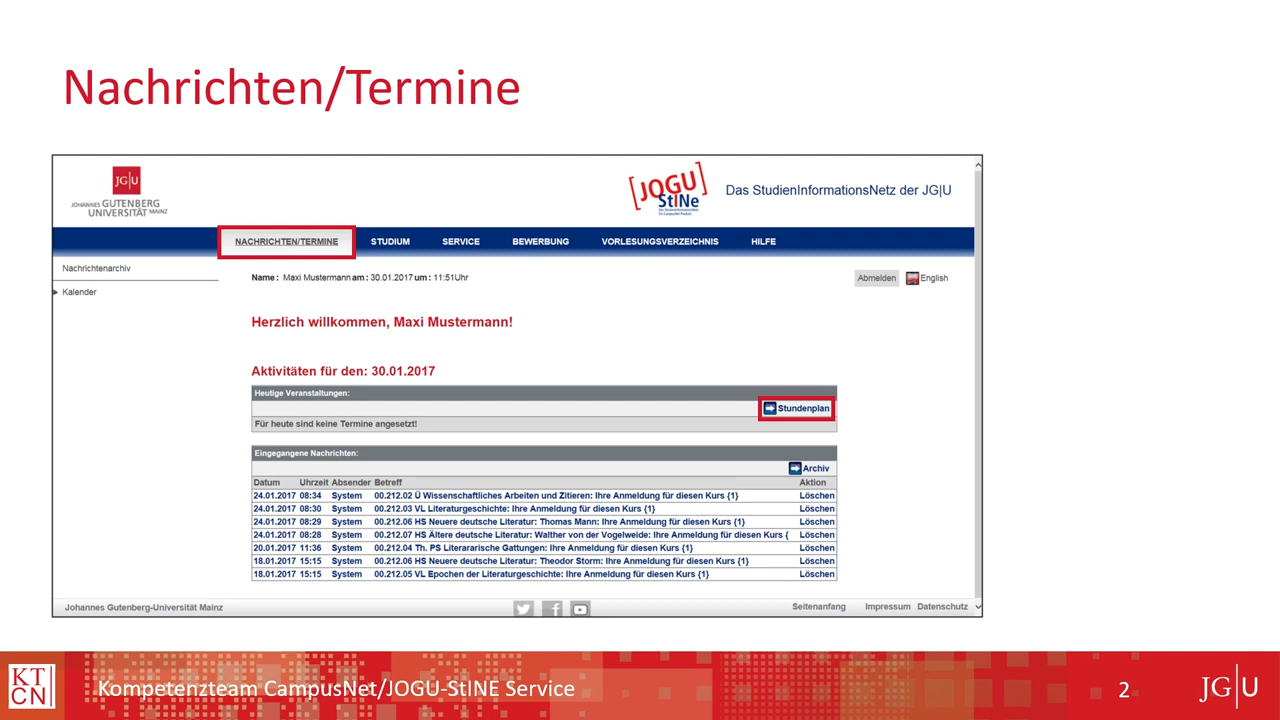 Nachrichten/Termine
JG|U
JOHANNES GUTENBERG
UNIVERSITÄT MAINZ
JOGU
StINe
Das StudienInformationsNetz der JG|U
NACHRICHTEN/TERMINE STUDIUM SERVICE BEWERBUNG VORLESUNGSVERZEICHNIS HILFE
Nachrichtenarchiv
Kalender
Name : Maxi Mustermann am : 30.01.2017 um : 11:51Uhr
Abmelden English
Herzlich willkommen, Maxi Mustermann!
Aktivitäten für den: 30.01.2017
Heutige Veranstaltungen:
Stundenplan
Für heute sind keine Termine angesetzt!
Eingegangene Nachrichten:
Archiv
Datum Uhrzeit Absender Betreff Aktion
24.01.2017 08:34 System 00.212.02 Ü Wissenschaftliches Arbeiten und Zitieren: Ihre Anmeldung für diesen Kurs {1} Löschen
24.01.2017 08:30 System 00.212.03 VL Literaturgeschichte: Ihre Anmeldung für diesen Kurs {1} Löschen
24.01.2017 08:29 System 00.212.06 HS Neuere deutsche Literatur: Thomas Mann: Ihre Anmeldung für diesen Kurs {1} Löschen
24.01.2017 08:28 System 00.212.07 HS Ältere deutsche Literatur: Walther von der Vogelweide: Ihre Anmeldung für diesen Kurs { Löschen
20.01.2017 11:36 System 00.212.04 Th. PS Literararische Gattungen: Ihre Anmeldung für diesen Kurs {1} Löschen
18.01.2017 15:15 System 00.212.06 HS Neuere deutsche Literatur: Theodor Storm: Ihre Anmeldung für diesen Kurs {1} Löschen
18.01.2017 15:15 System 00.212.05 VL Epochen der Literaturgeschichte: Ihre Anmeldung für diesen Kurs {1} Löschen
Johannes Gutenberg-Universität Mainz Seitenanfang Impressum Datenschutz
KT
CN
Kompetenzteam CampusNet/JOGU-StINE Service
2
JG|U